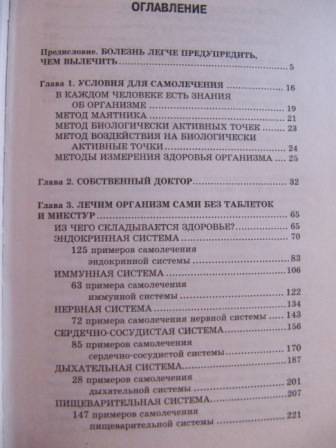 ОГЛАВЛЕНИЕ
Предисловие. БОЛЕЗНЬ ЛЕГЧЕ ПРЕДУПРЕДИТЬ,
ЧЕМ ВЫЛЕЧИТЬ 5
Глава 1. УСЛОВИЯ ДЛЯ САМОЛЕЧЕНИЯ 16
В КАЖДОМ ЧЕЛОВЕКЕ ЕСТЬ ЗНАНИЯ
ОБ ОРГАНИЗМЕ 19
МЕТОД МАЯТНИКА 21
МЕТОД БИОЛОГИЧЕСКИ АКТИВНЫХ ТОЧЕК 23
МЕТОД ВОЗДЕЙСТВИЯ НА БИОЛОГИЧЕСКИ
АКТИВНЫЕ ТОЧКИ 24
МЕТОДЫ ИЗМЕРЕНИЯ ЗДОРОВЬЯ ОРГАНИЗМА 25
Глава 2. СОБСТВЕННЫЙ ДОКТОР 32
Глава 3. ЛЕЧИМ ОРГАНИЗМ САМИ БЕЗ ТАБЛЕТОК
И МИКСТУР 65
ИЗ ЧЕГО СКЛАДЫВАЕТСЯ ЗДОРОВЬЕ? 65
ЭНДОКРИННАЯ СИСТЕМА 70
125 примеров самолечения
эндокринной системы 83
ИММУННАЯ СИСТЕМА 106
63 примера самолечения
иммунной системы 122
НЕРВНАЯ СИСТЕМА 134
72 примера самолечения нервной системы 143
СЕРДЕЧНО-СОСУДИСТАЯ СИСТЕМА 156
85 примеров самолечения
сердечно-сосудистой системы 170
ДЫХАТЕЛЬНАЯ СИСТЕМА 187
28 примеров самолечения
дыхательной системы 201
ПИЩЕВАРИТЕЛЬНАЯ СИСТЕМА 207
147 примеров самолечения
пищеварительной системы 221